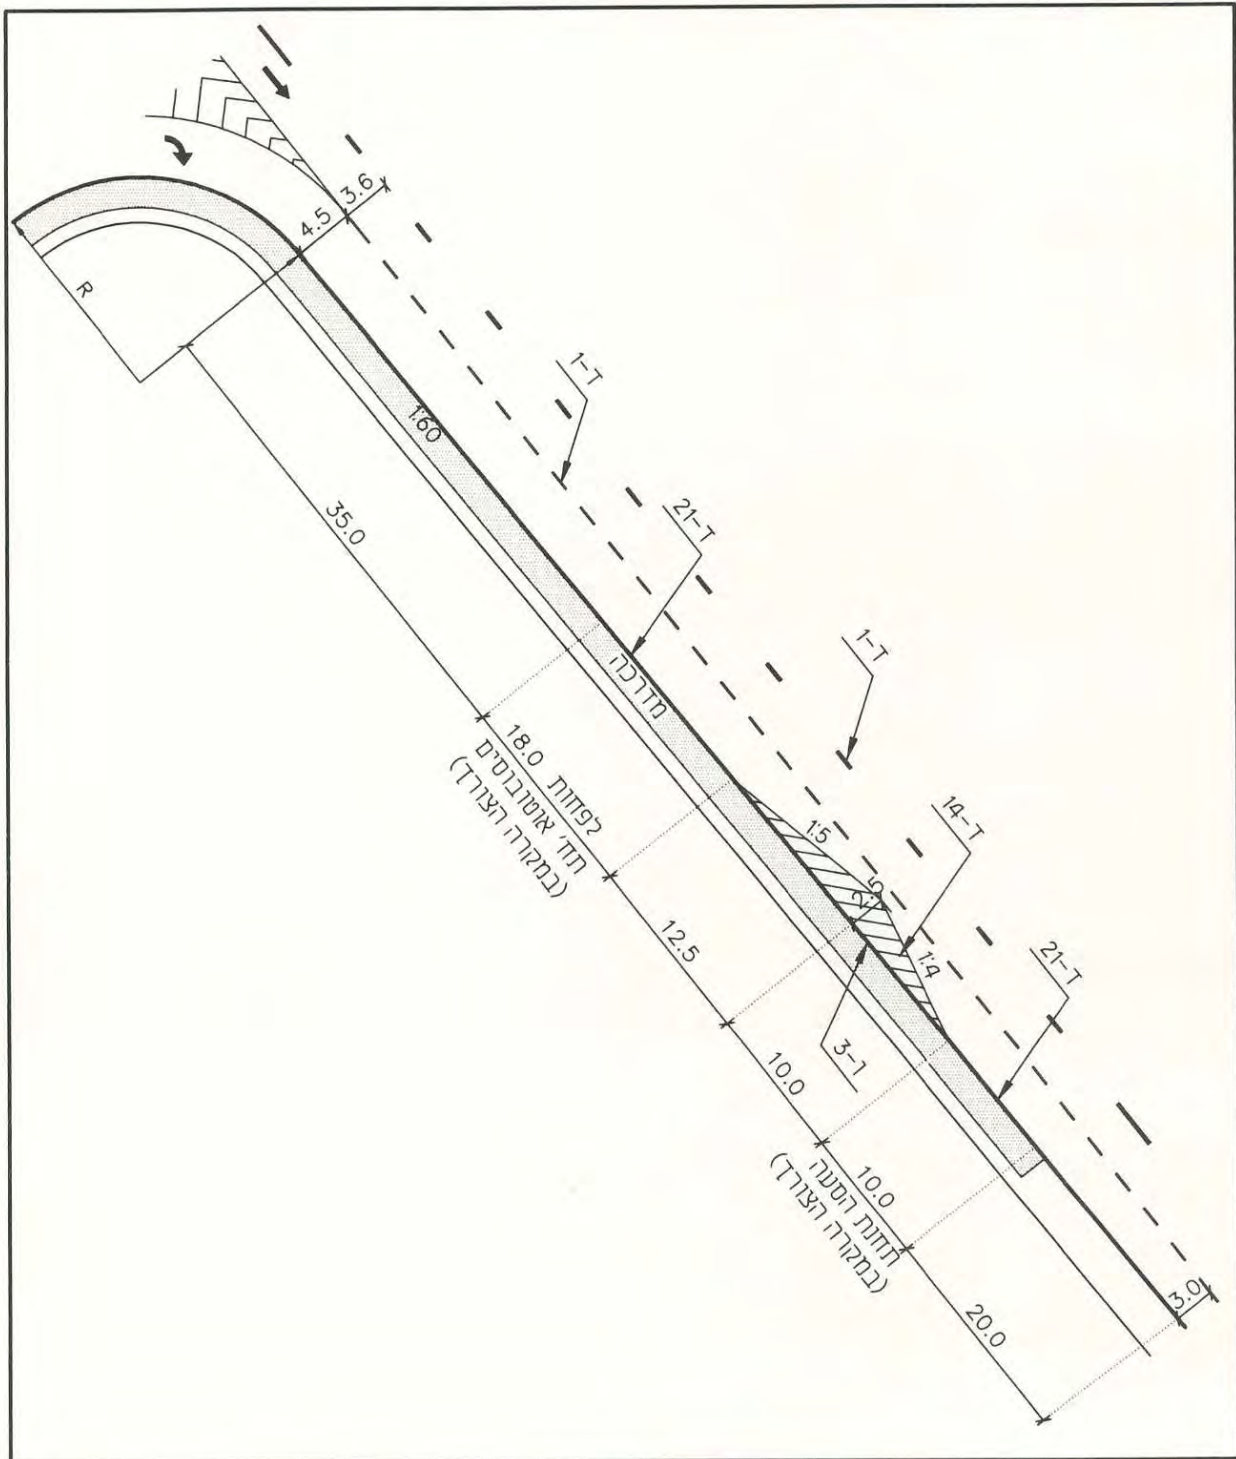 3.6
4.5
R
1:60
35.0
ד-1
ד-21
מדרכה
ד-1
18.0 לפחות
תח' אוטובוסים
(במקרה הצורך)
1:5
2.5
ד-14
1:4
12.5
ד-21
ו-3
10.0
10.0
תחנת הסעה
(במקרה הצורך)
3.0
20.0